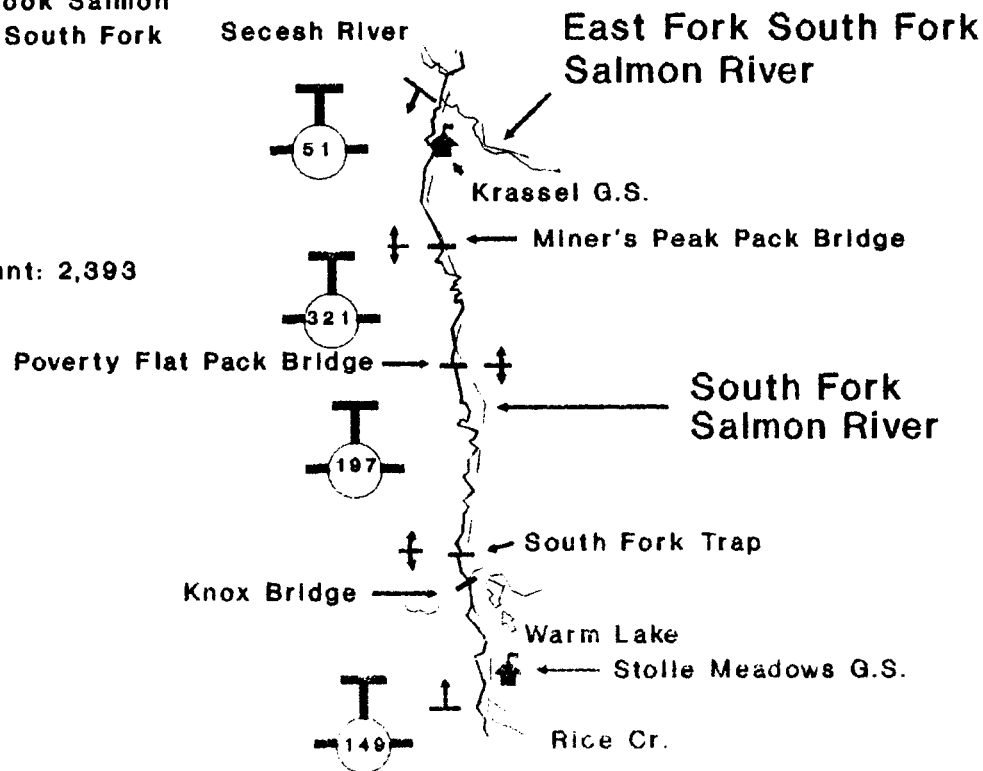 South Fork
Secesh River
East Fork South Fork
Salmon River
51
Krassel G.S.
Miner's Peak Pack Bridge
2,393
321
Poverty Flat Pack Bridge
South Fork
Salmon River
197
South Fork Trap
Knox Bridge
Warm Lake
Stolle Meadows G.S.
149
Rice Cr.